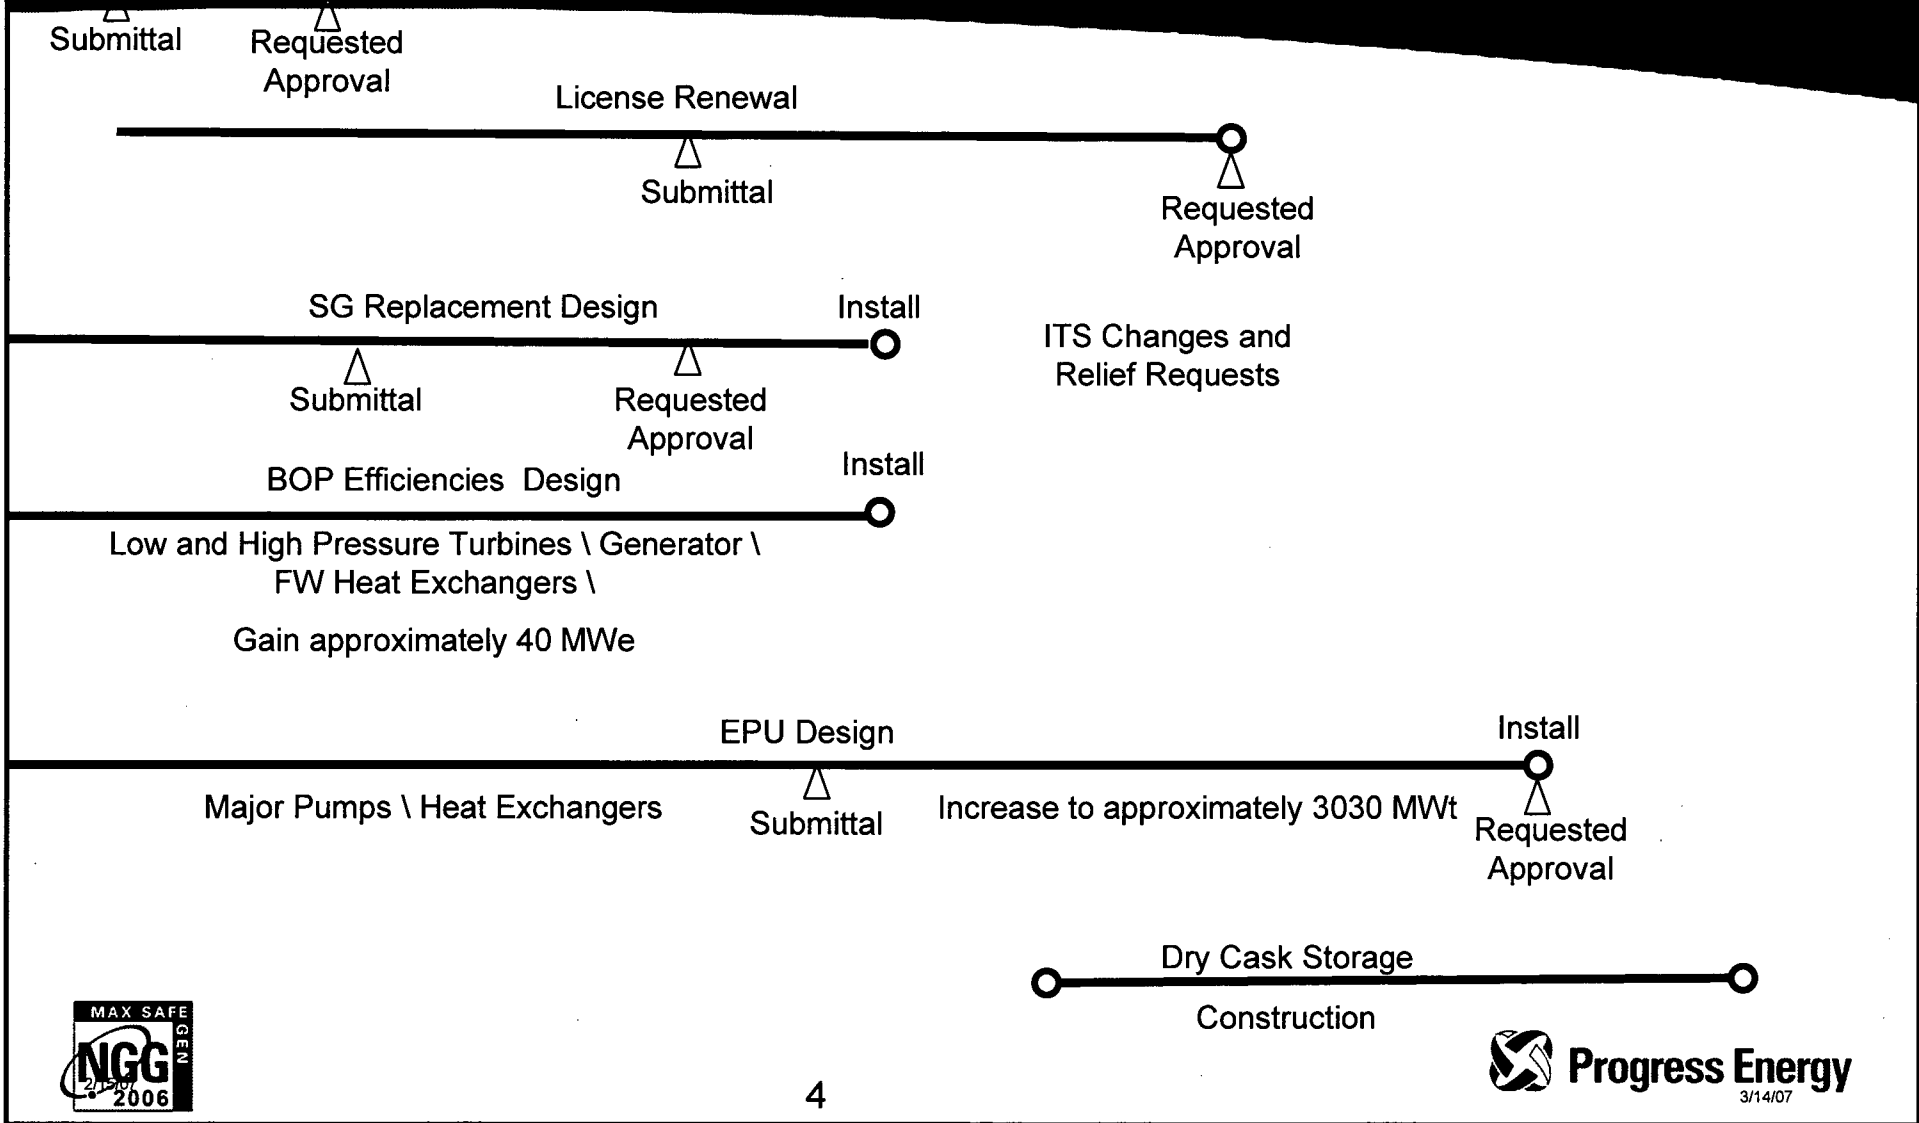 Submittal
Requested
Approval
License Renewal
Submittal
Requested
Approval
SG Replacement Design
Install
ITS Changes and
Relief Requests
Submittal
Requested
Approval
BOP Efficiencies  Design
Install
Low and High Pressure Turbines \ Generator \
FW Heat Exchangers \
Gain approximately 40 MWe
EPU Design
Install
Major Pumps \ Heat Exchangers
Submittal
Increase to approximately 3030 MWt
Requested
Approval
Dry Cask Storage
Construction
MAX SAFE
GEN
NGG
2/15/07
2006
4
Progress Energy
3/14/07